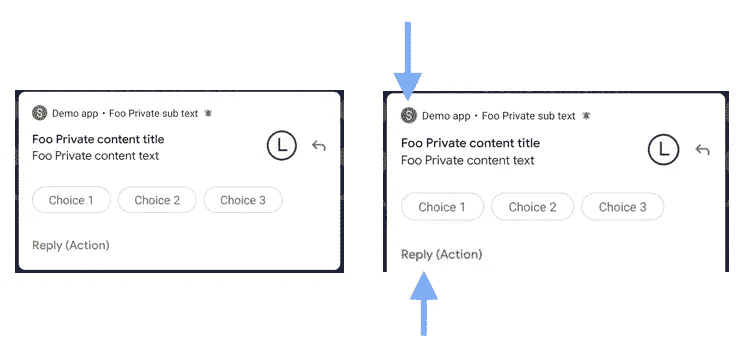 S Demo app • Foo Private sub text
Foo Private content title
Foo Private content text
L
Choice 1 Choice 2 Choice 3
Reply (Action)
S Demo app • Foo Private sub text
Foo Private content title
Foo Private content text
L
Choice 1 Choice 2 Choice 3
Reply (Action)